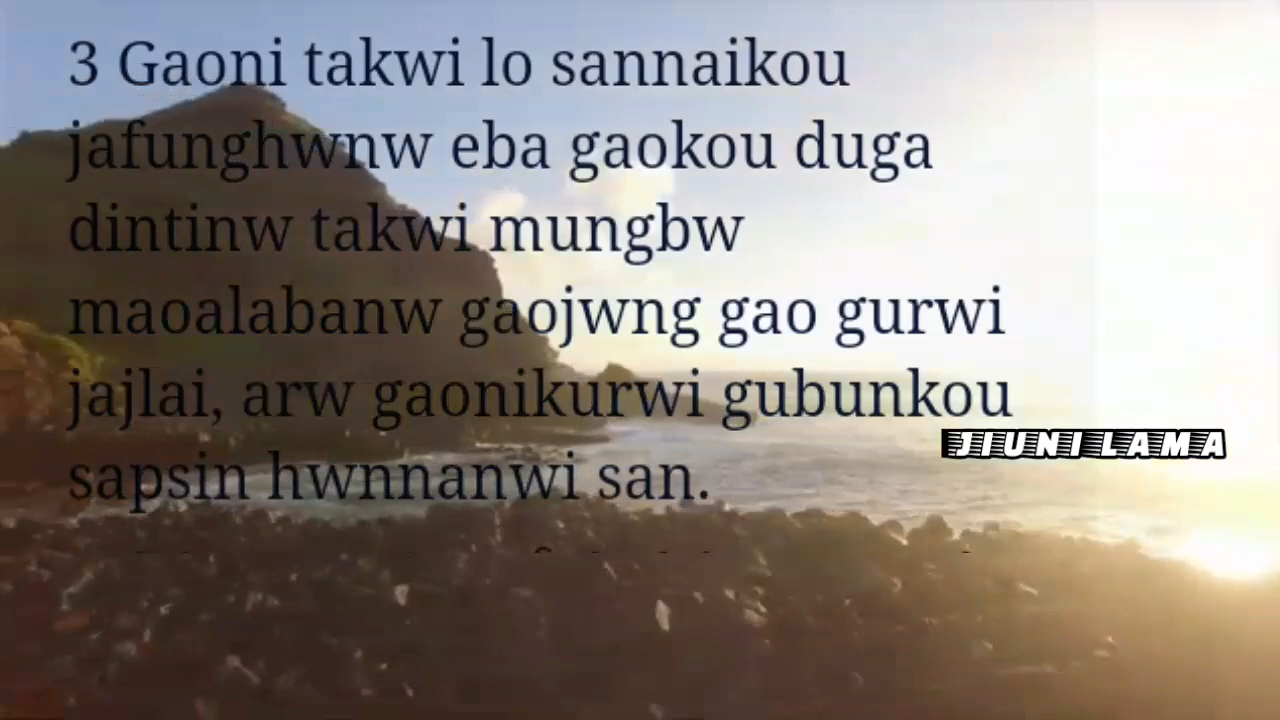 3 Gaoni takwi lo sannaikou
jafunghwnw eba gaokou duga
dintinw takwi mungbw
maoalabanw gaojwng gao gurwi
jajlai, arw gaonikurwi gubunkou
sapsin hwnnanwi san.
JIUNI LAMA